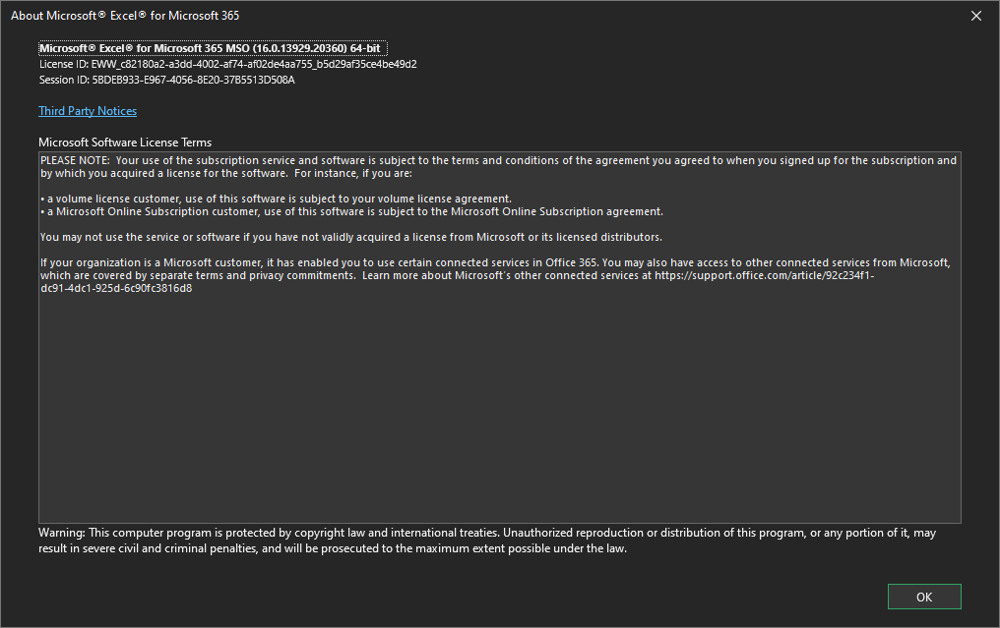 About Microsoft® Excel® for Microsoft 365
Microsoft® Excel® for Microsoft 365 MSO (16.0.13929.20360) 64-bit
License ID: EWW_c82180a2-a3dd-4002-af74-af02de4aa755_b5d29af35ce4be49d2
Session ID: 5BDEB933-E967-4056-8E20-37B5513D508A
Third Party Notices
Microsoft Software License Terms
PLEASE NOTE:  Your use of the subscription service and software is subject to the terms and conditions of the agreement you agreed to when you signed up for the subscription and
by which you acquired a license for the software.  For instance, if you are:
• a volume license customer, use of this software is subject to your volume license agreement.
• a Microsoft Online Subscription customer, use of this software is subject to the Microsoft Online Subscription agreement.
You may not use the service or software if you have not validly acquired a license from Microsoft or its licensed distributors.
If your organization is a Microsoft customer, it has enabled you to use certain connected services in Office 365. You may also have access to other connected services from Microsoft,
which are covered by separate terms and privacy commitments.  Learn more about Microsoft's other connected services at https://support.office.com/article/92c234f1-
dc91-4dc1-925d-6c90fc3816d8
Warning: This computer program is protected by copyright law and international treaties. Unauthorized reproduction or distribution of this program, or any portion of it, may
result in severe civil and criminal penalties, and will be prosecuted to the maximum extent possible under the law.
OK